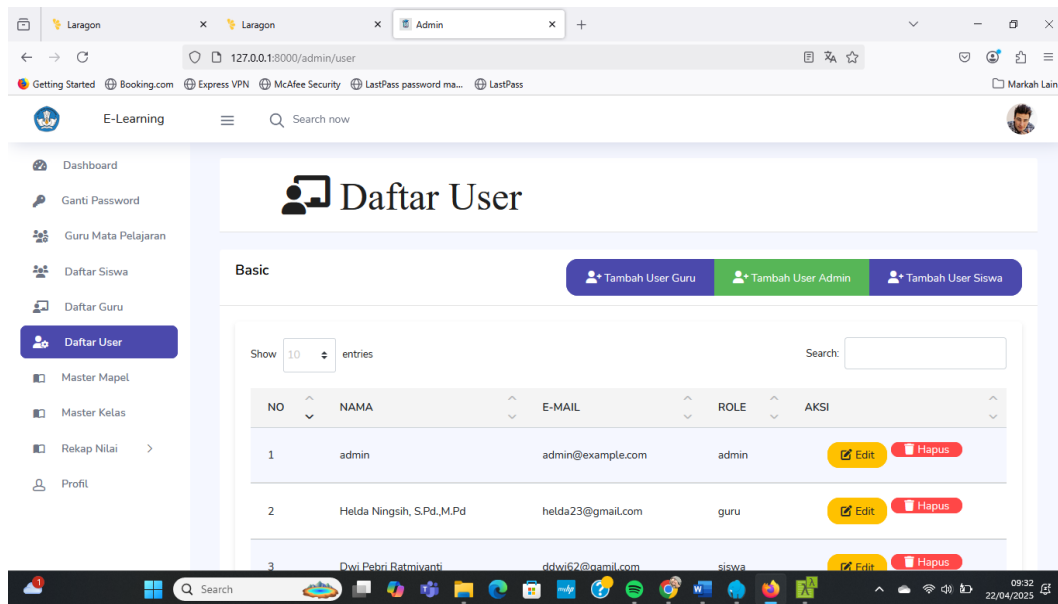 Laragon
Laragon
Admin
127.0.0.1:8000/admin/user
Getting Started Booking.com Express VPN McAfee Security LastPass password ma... LastPass Markah Lain
E-Learning
Search now
Dashboard
Ganti Password
Guru Mata Pelajaran
Daftar Siswa
Daftar Guru
Daftar User
Master Mapel
Master Kelas
Rekap Nilai
Profil
Daftar User
Basic
Tambah User Guru Tambah User Admin Tambah User Siswa
Show 10 entries Search:
NO NAMA E-MAIL ROLE AKSI
1 admin admin@example.com admin Edit Hapus
2 Helda Ningsih, S.Pd.,M.Pd helda23@gmail.com guru Edit Hapus
3 Dwi Pebri Ratmiyanti ddwi62@gamil.com siswa Edit Hapus
1
Search
09:32
22/04/2025